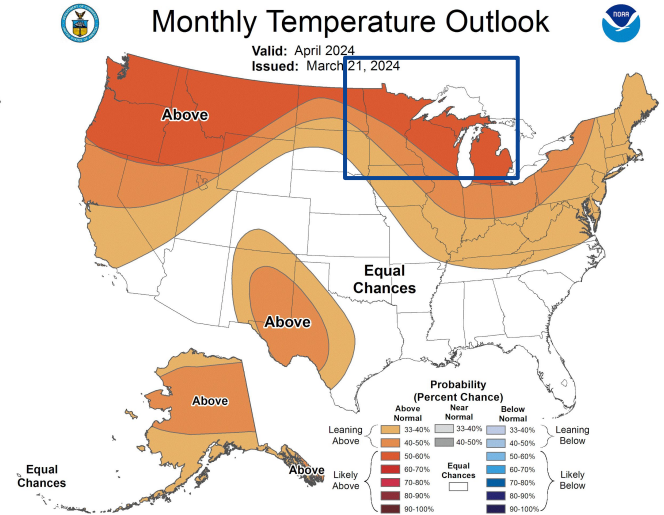 NOAA
Monthly Temperature Outlook
Valid: April 2024
Issued: March 21, 2024
Above
Equal
Chances
Above
Above
Above
Equal
Chances
Probability
(Percent Chance)
Above
Normal
Near
Normal
Below
Normal
Leaning
Above
33-40%
40-50%
33-40%
40-50%
33-40%
40-50%
Leaning
Below
Likely
Above
50-60%
60-70%
70-80%
80-90%
90-100%
Equal
Chances
50-60%
60-70%
70-80%
80-90%
90-100%
Likely
Below